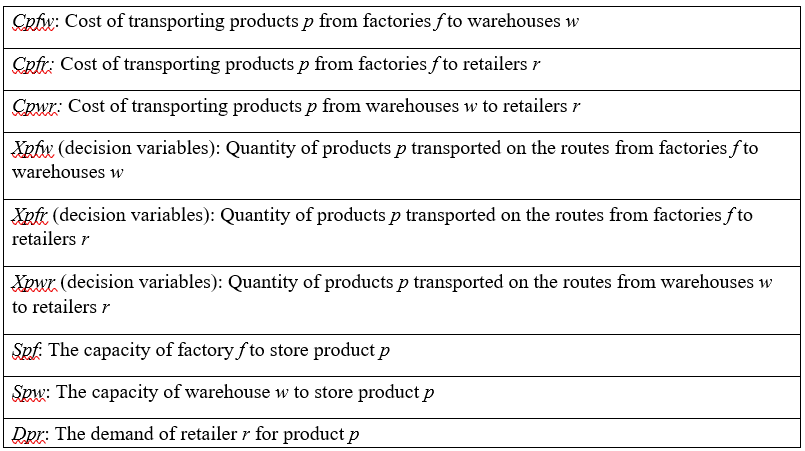 Cpfw: Cost of transporting products p from factories f to warehouses w
Cpfr: Cost of transporting products p from factories f to retailers r
Cpwr: Cost of transporting products p from warehouses w to retailers r
Xpfw (decision variables): Quantity of products p transported on the routes from factories f to
warehouses w
Xpfr (decision variables): Quantity of products p transported on the routes from factories f to
retailers r
Xpwr (decision variables): Quantity of products p transported on the routes from warehouses w
to retailers r
Spf: The capacity of factory f to store product p
Spw: The capacity of warehouse w to store product p
Dpr: The demand of retailer r for product p